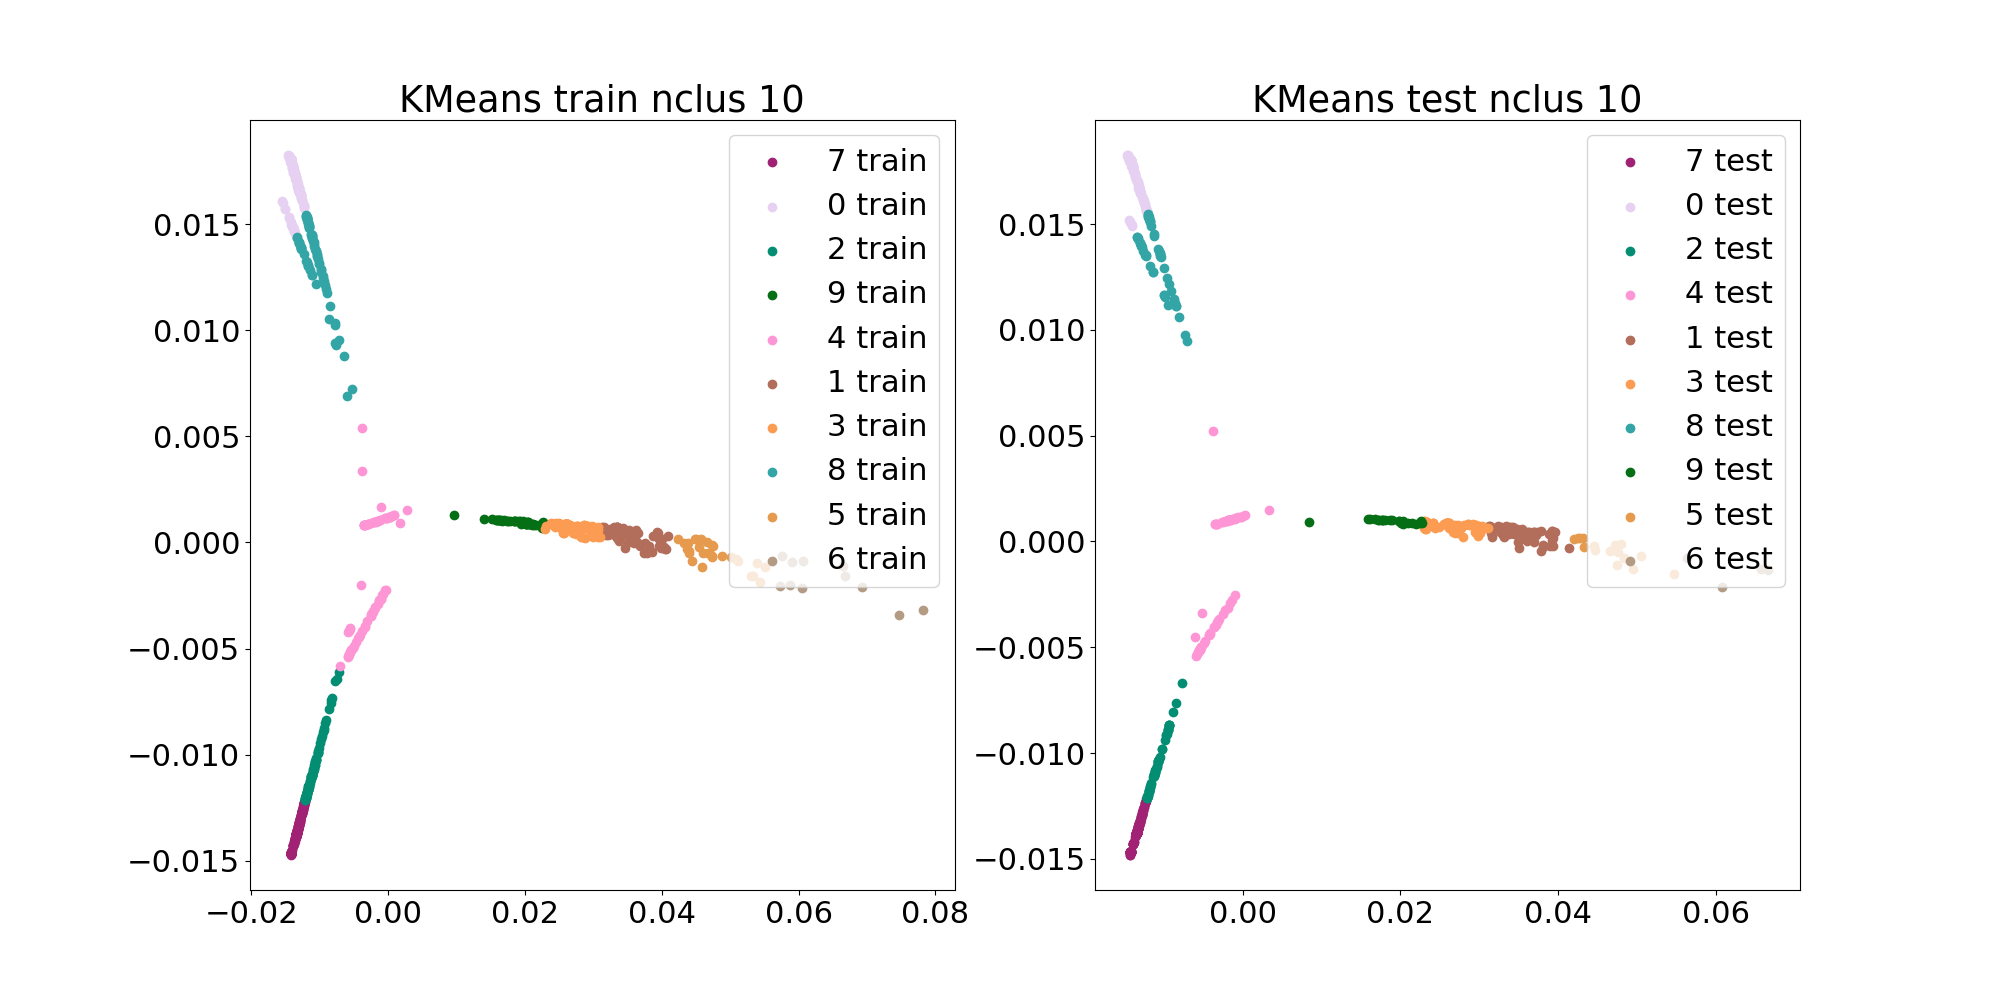 KMeans train nclus 10
0.015
0.010
0.005
0.000
−0.005
−0.010
−0.015
−0.02 0.00 0.02 0.04 0.06 0.08
7 train
0 train
2 train
9 train
4 train
1 train
3 train
8 train
5 train
6 train
KMeans test nclus 10
0.015
0.010
0.005
0.000
−0.005
−0.010
−0.015
0.00 0.02 0.04 0.06
7 test
0 test
2 test
4 test
1 test
3 test
8 test
9 test
5 test
6 test